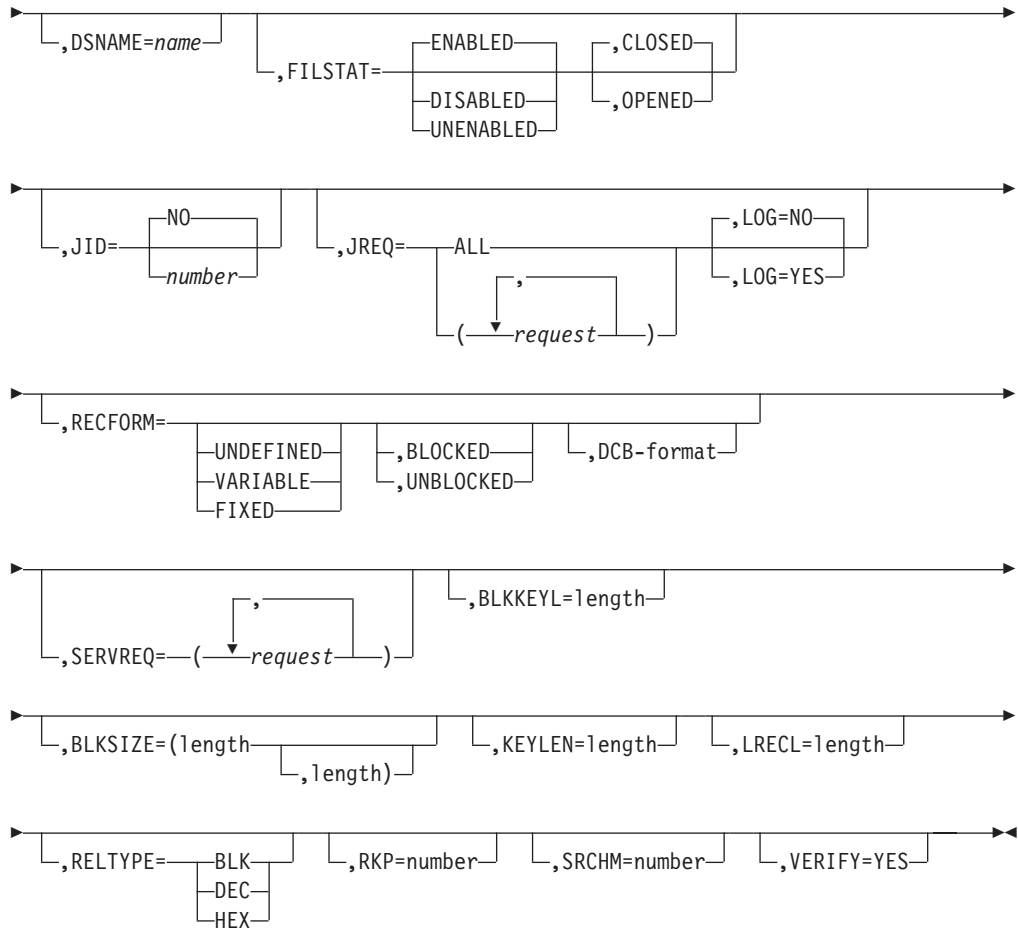 ,DSNAME=name
,FILSTAT=
ENABLED
DISABLED
UNENABLED
,CLOSED
,OPENED
,JID=
NO
number
,JREQ=
ALL
(
,
request
)
,LOG=NO
,LOG=YES
,RECFORM=
UNDEFINED
VARIABLE
FIXED
,BLOCKED
,UNBLOCKED
,DCB-format
,SERVREQ=
(
,
request
)
,BLKKEYL=length
,BLKSIZE=(length
,length)
,KEYLEN=length
,LRECL=length
,RELTYPE=
BLK
DEC
HEX
,RKP=number
,SRCHM=number
,VERIFY=YES